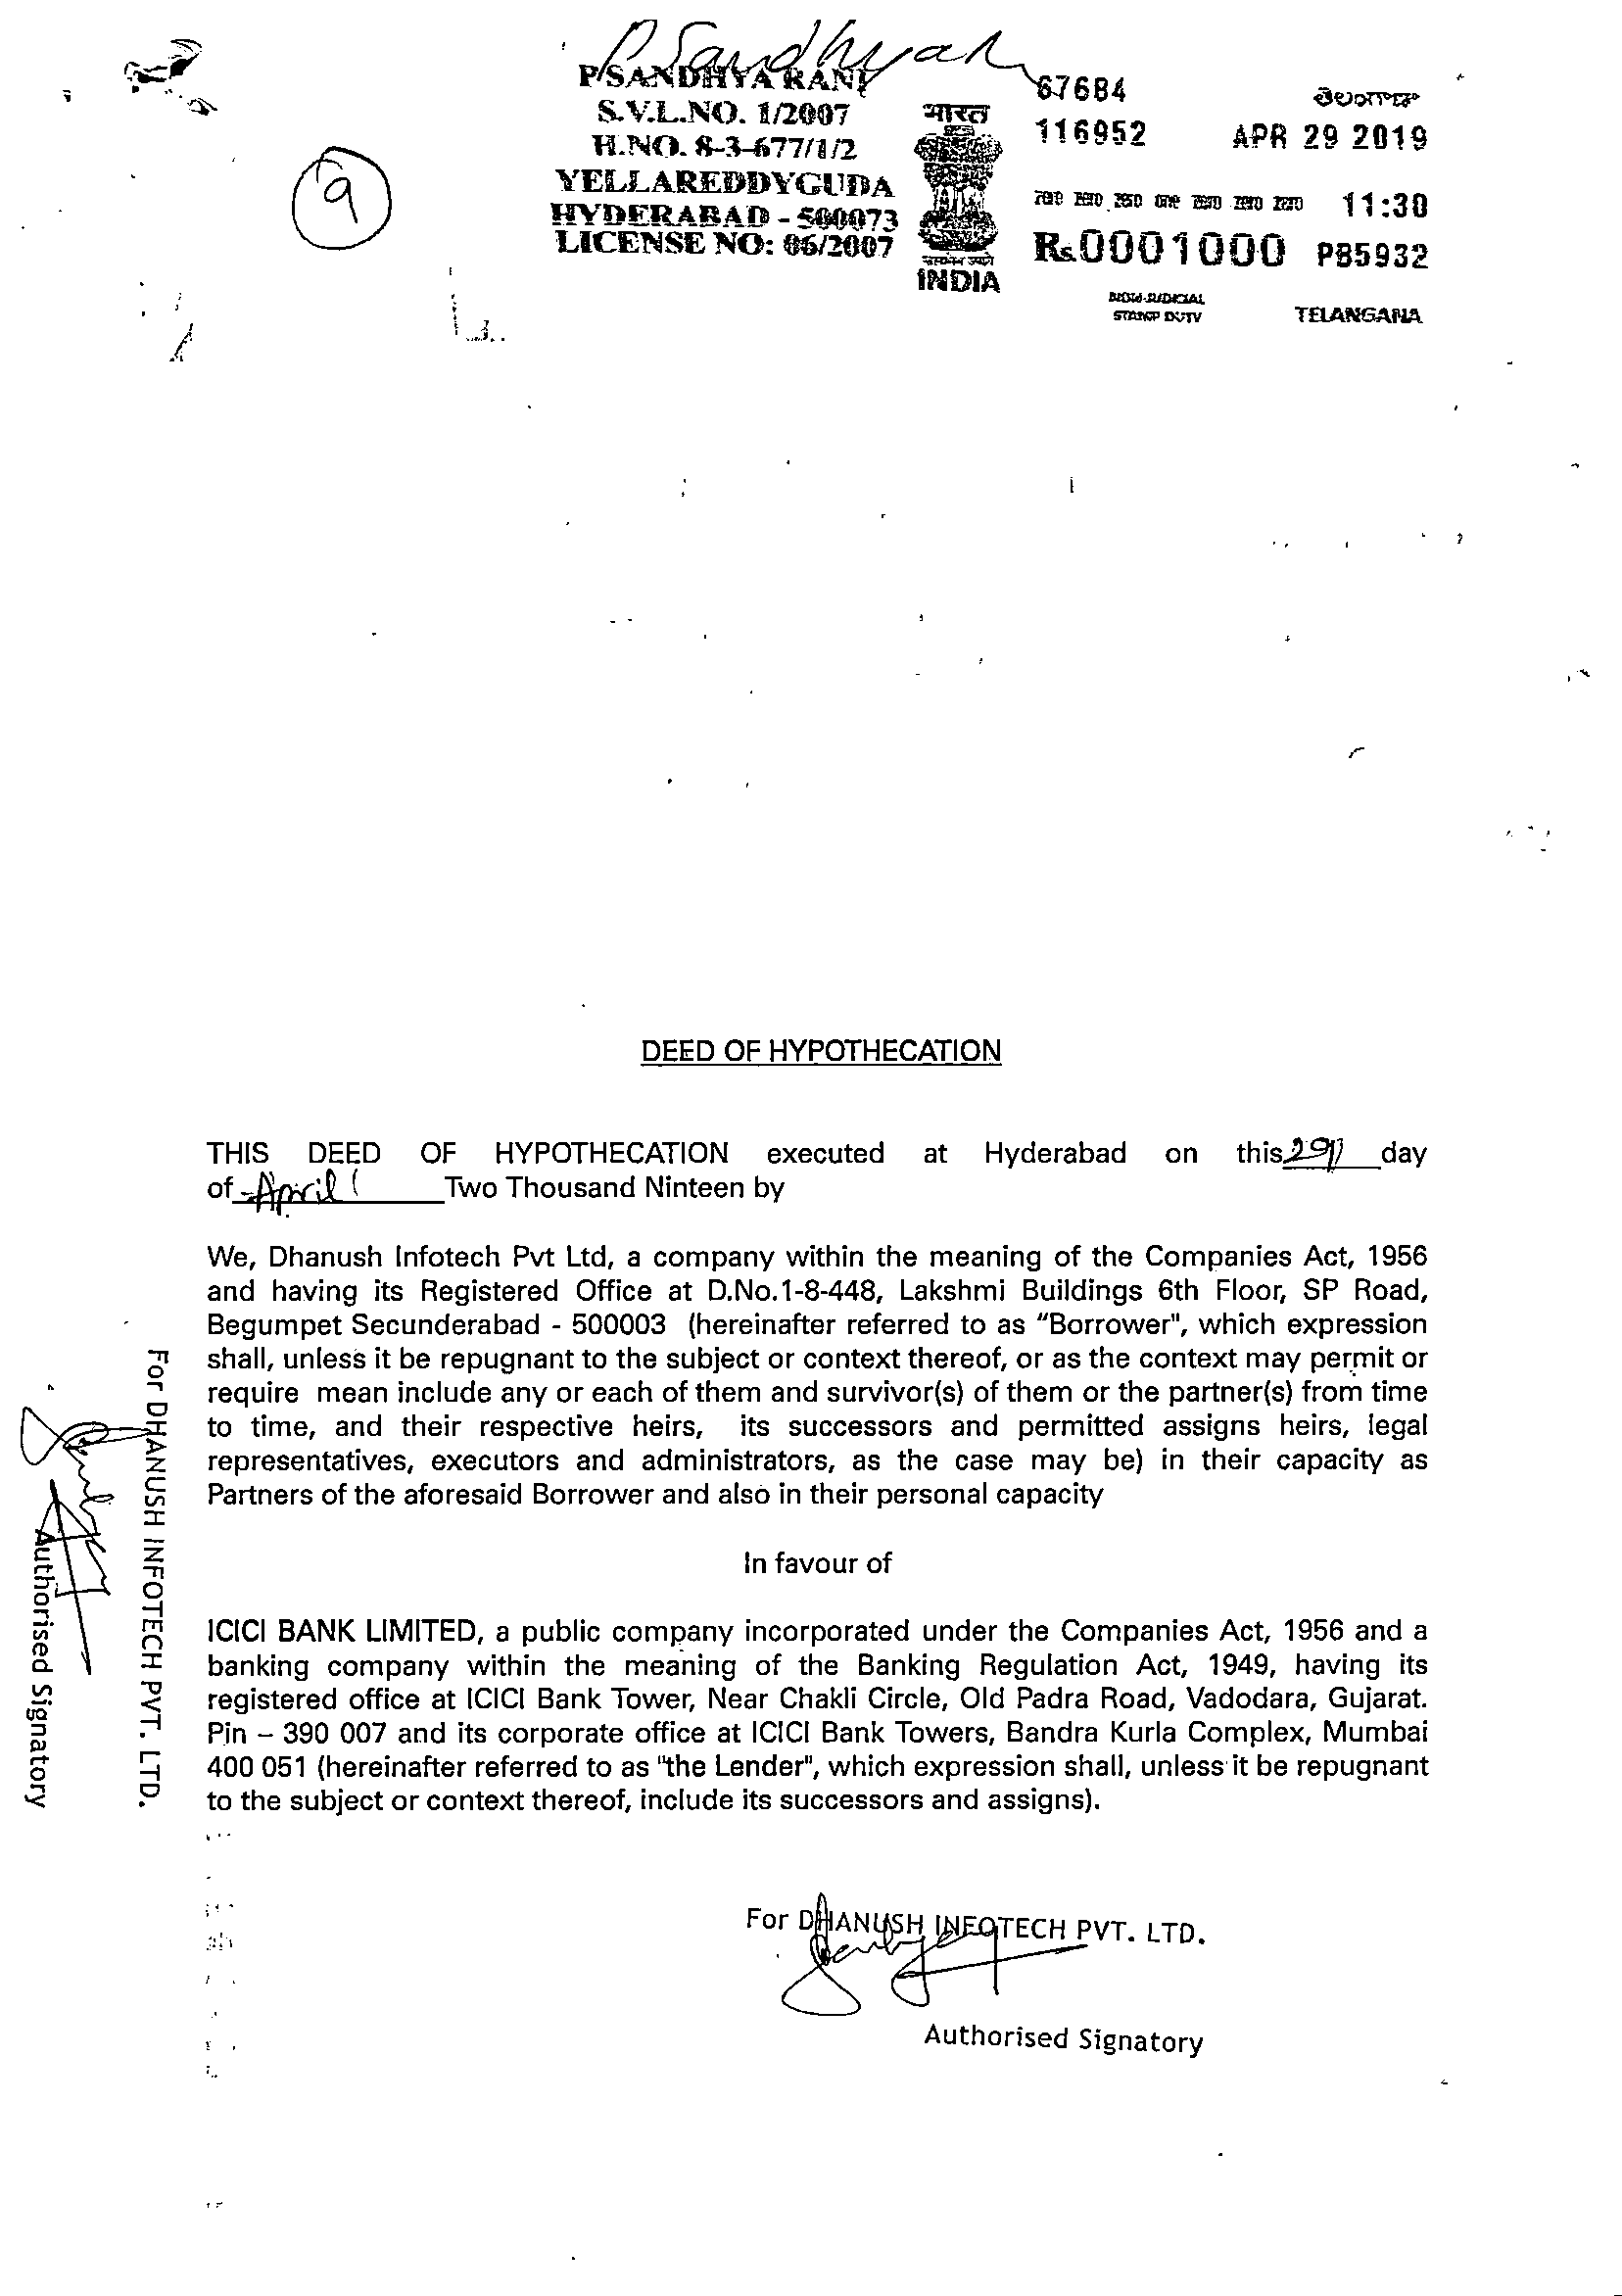 P Sandhyar
P SANDHYA RANI
S.V.L.NO. 1/2007
H.NO. 8-3-677/1/2
YELLAREDDYGUDA
HYDERABAD - 500073
LICENSE NO: 06/2007
9
भारत
INDIA
67684 తెలంగాణ
116952 APR 29 2019
11:30
Rs.0001000 PB5932
NON-JUDICIAL
STAMP DUTY TELANGANA
DEED OF HYPOTHECATION
THIS DEED OF HYPOTHECATION executed at Hyderabad on this 29 day
of April Two Thousand Ninteen by
We, Dhanush Infotech Pvt Ltd, a company within the meaning of the Companies Act, 1956
and having its Registered Office at D.No.1-8-448, Lakshmi Buildings 6th Floor, SP Road,
Begumpet Secunderabad - 500003 (hereinafter referred to as "Borrower", which expression
shall, unless it be repugnant to the subject or context thereof, or as the context may permit or
require mean include any or each of them and survivor(s) of them or the partner(s) from time
to time, and their respective heirs, its successors and permitted assigns heirs, legal
representatives, executors and administrators, as the case may be) in their capacity as
Partners of the aforesaid Borrower and also in their personal capacity
In favour of
ICICI BANK LIMITED, a public company incorporated under the Companies Act, 1956 and a
banking company within the meaning of the Banking Regulation Act, 1949, having its
registered office at ICICI Bank Tower, Near Chakli Circle, Old Padra Road, Vadodara, Gujarat.
Pin – 390 007 and its corporate office at ICICI Bank Towers, Bandra Kurla Complex, Mumbai
400 051 (hereinafter referred to as "the Lender", which expression shall, unless it be repugnant
to the subject or context thereof, include its successors and assigns).
For DHANUSH INFOTECH PVT. LTD.
Authorised Signatory
For DHANUSH INFOTECH PVT. LTD.
Authorised Signatory